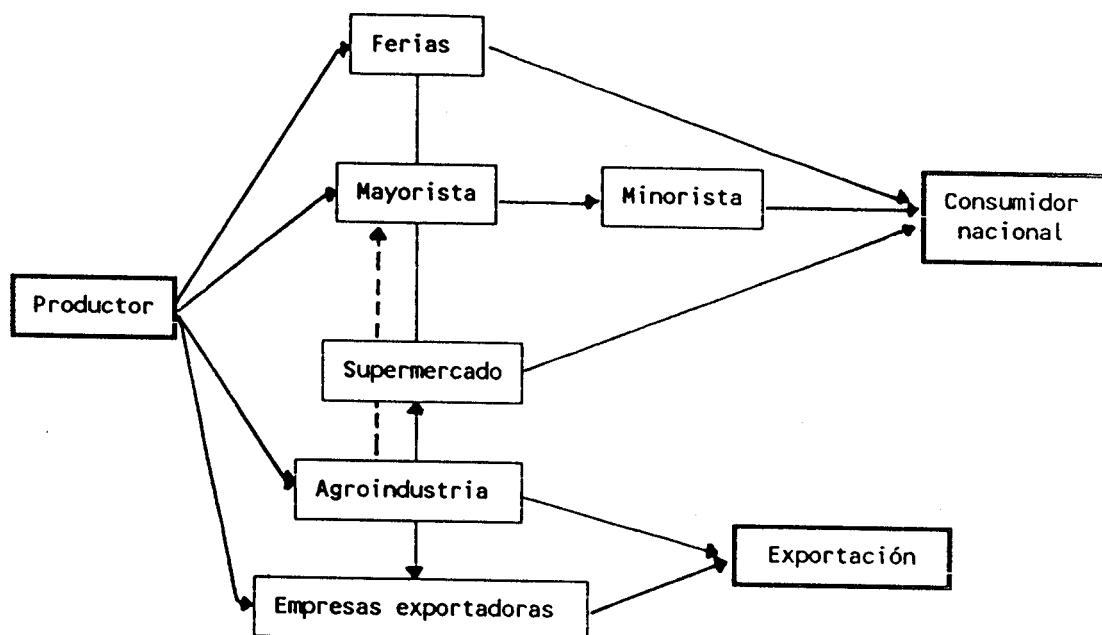 Ferias
Mayorista
Minorista
Consumidor
nacional
Productor
Supermercado
Agroindustria
Exportación
Empresas exportadoras